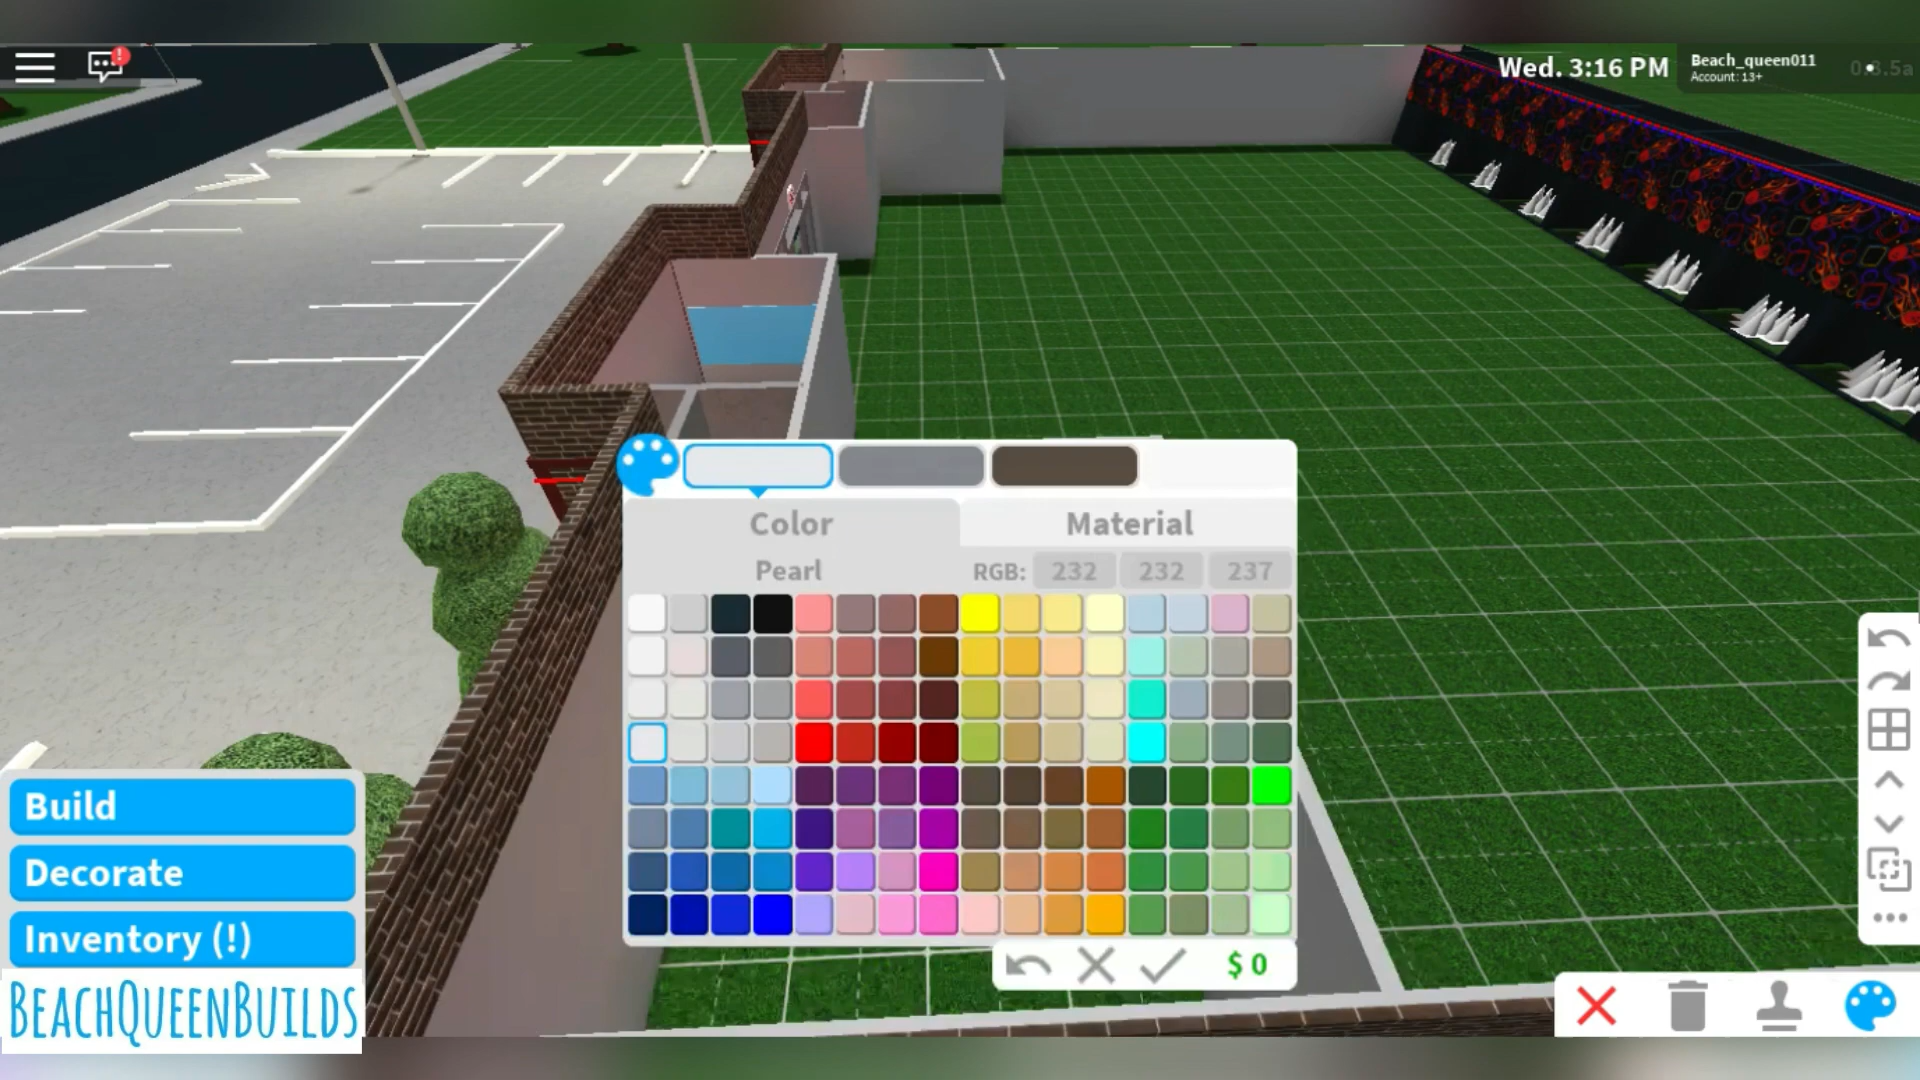 Wed. 3:16 PM
Beach_queen011
Account: 13+
Color
Material
Pearl
RGB: 232 232 237
Build
Decorate
Inventory (!)
BEACHQUEENBUILDS
$ 0